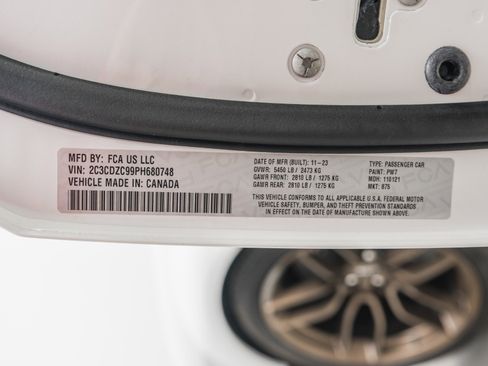 MFD BY: FCA US LLC
VIN: 2C3CDZC99PH680748
VEHICLE MADE IN: CANADA
DATE OF MFR (BUILT): 11-23
GVWR: 5450 LB / 2473 KG
GAWR FRONT: 2810 LB / 1275 KG
GAWR REAR: 2810 LB / 1275 KG
TYPE: PASSENGER CAR
PAINT: PW7
MDH: 110121
MKT: B7S
THIS VEHICLE CONFORMS TO ALL APPLICABLE U.S.A. FEDERAL MOTOR
VEHICLE SAFETY, BUMPER, AND THEFT PREVENTION STANDARDS
IN EFFECT ON THE DATE OF MANUFACTURE SHOWN ABOVE.